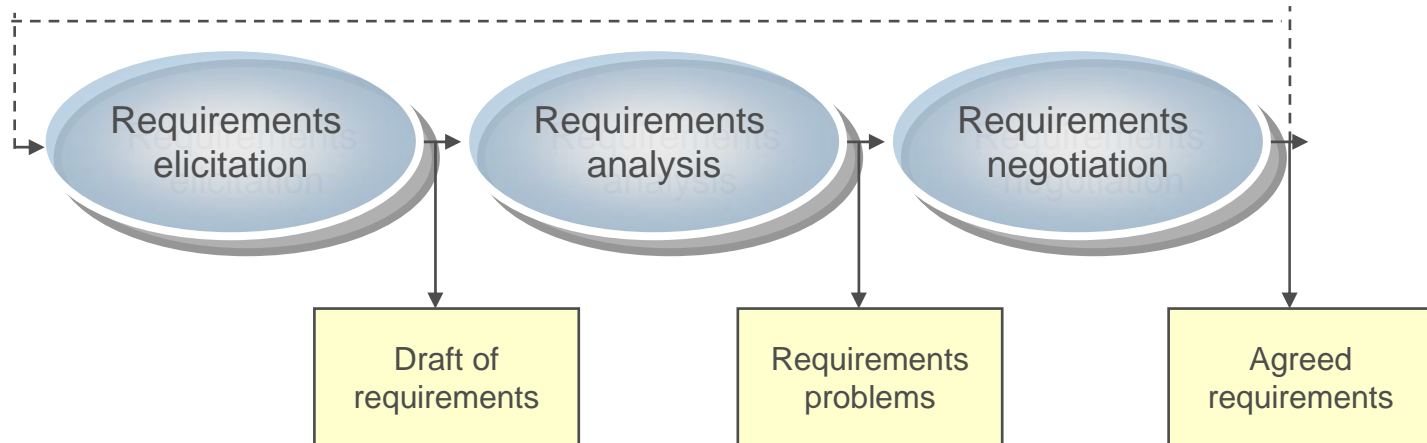 Requirements
elicitation
Requirements
analysis
Requirements
negotiation
Draft of
requirements
Requirements
problems
Agreed
requirements